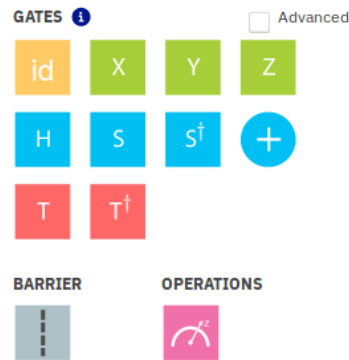 GATES i Advanced
id X Y Z
H S S† +
T T†
BARRIER OPERATIONS
z